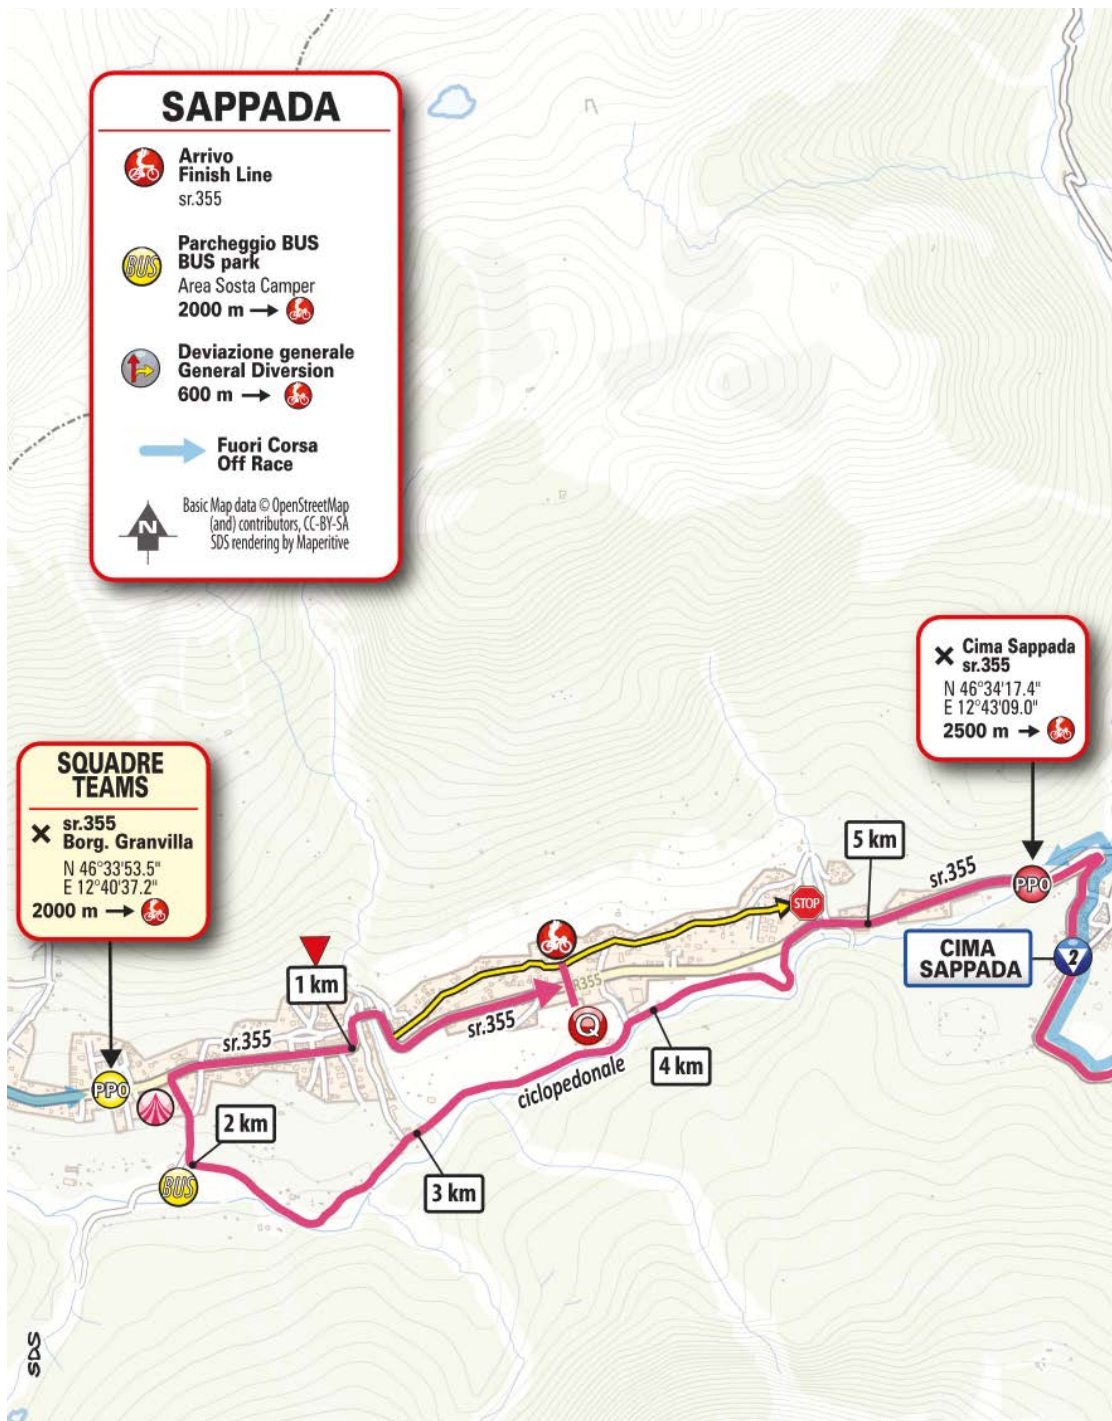 SAPPADA
Arrivo
Finish Line
sr.355
BUS
Parcheggio BUS
BUS park
Area Sosta Camper
2000 m
Deviazione generale
General Diversion
600 m
Fuori Corsa
Off Race
N
Basic Map data © OpenStreetMap
(and) contributors, CC-BY-SA
SDS rendering by Maperitive
Cima Sappada
sr.355
N 46°34'17.4"
E 12°43'09.0"
2500 m
SQUADRE
TEAMS
sr.355
Borg. Granvilla
N 46°33'53.5"
E 12°40'37.2"
2000 m
5 km
sr.355
PPO
STOP
CIMA
SAPPADA
2
1 km
sr.355
sr.355
R355
Q
4 km
ciclopedonale
PPO
2 km
BUS
3 km
SDS